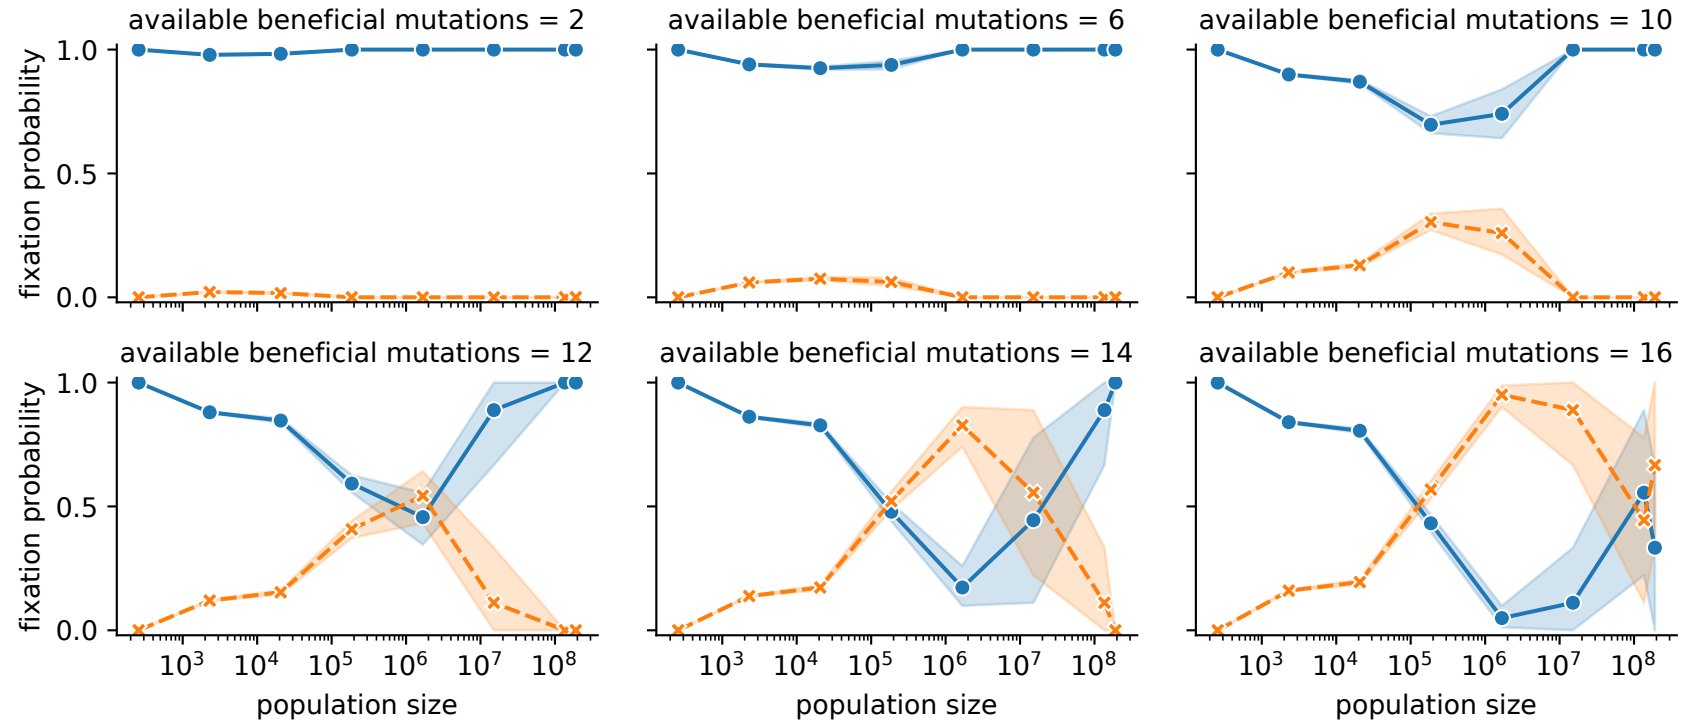 available beneficial mutations = 2
available beneficial mutations = 6
available beneficial mutations = 10
fixation probability
1.0
0.5
0.0
available beneficial mutations = 12
available beneficial mutations = 14
available beneficial mutations = 16
fixation probability
1.0
0.5
0.0
10³ 10⁴ 10⁵ 10⁶ 10⁷ 10⁸
10³ 10⁴ 10⁵ 10⁶ 10⁷ 10⁸
10³ 10⁴ 10⁵ 10⁶ 10⁷ 10⁸
population size
population size
population size